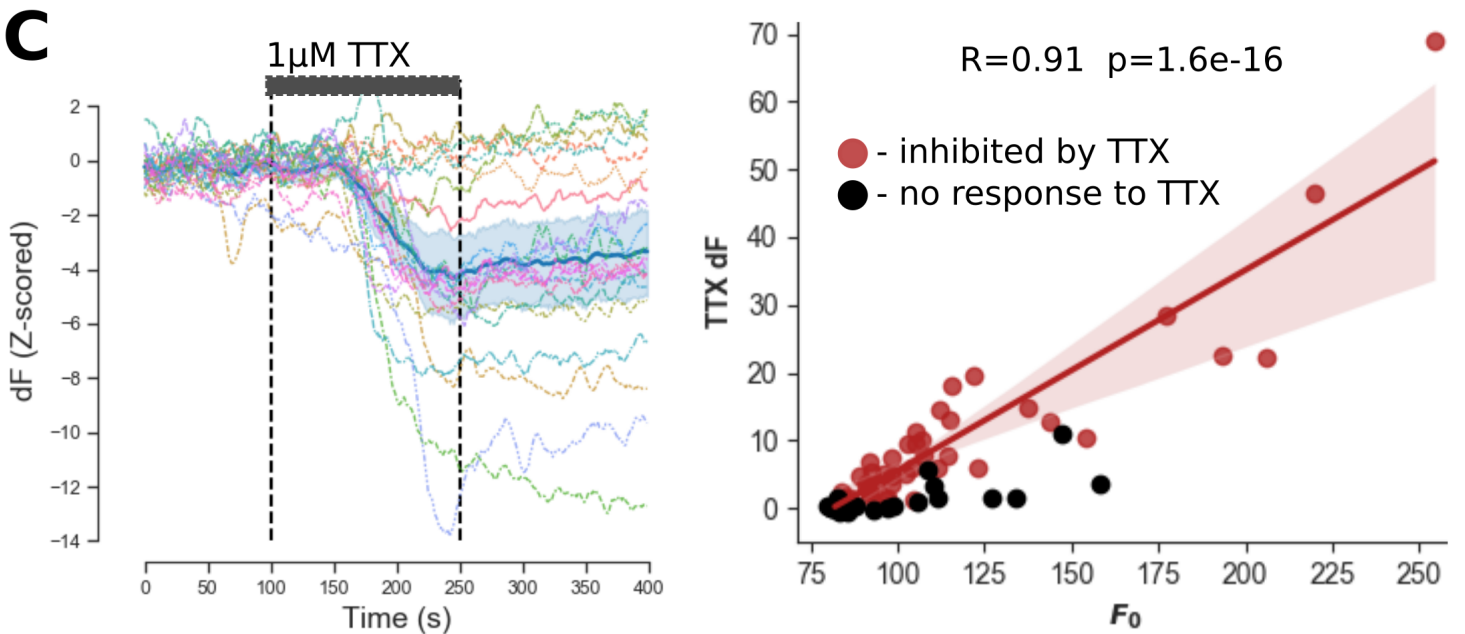 C
1µM TTX
2
0
−2
−4
−6
−8
−10
−12
−14
dF (Z-scored)
0 50 100 150 200 250 300 350 400
Time (s)
R=0.91 p=1.6e-16
- inhibited by TTX
- no response to TTX
70
60
50
40
30
20
10
0
TTX dF
75 100 125 150 175 200 225 250
F0